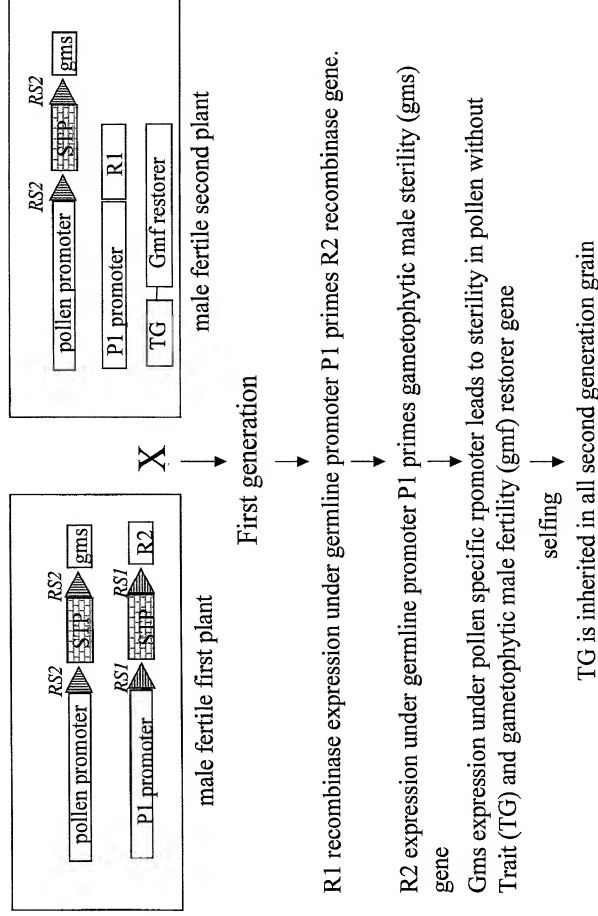 RS2 RS2
pollen promoter STP gms
RS1 RS1
P1 promoter STP R2
male fertile first plant
X
RS2 RS2
pollen promoter STP gms
P1 promoter R1
TG Gmf restorer
male fertile second plant
First generation
R1 recombinase expression under germline promoter P1 primes R2 recombinase gene.
R2 expression under germline promoter P1 primes gametophytic male sterility (gms)
gene
Gms expression under pollen specific rpomoter leads to sterility in pollen without
Trait (TG) and gametophytic male fertility (gmf) restorer gene
selfing
TG is inherited in all second generation grain